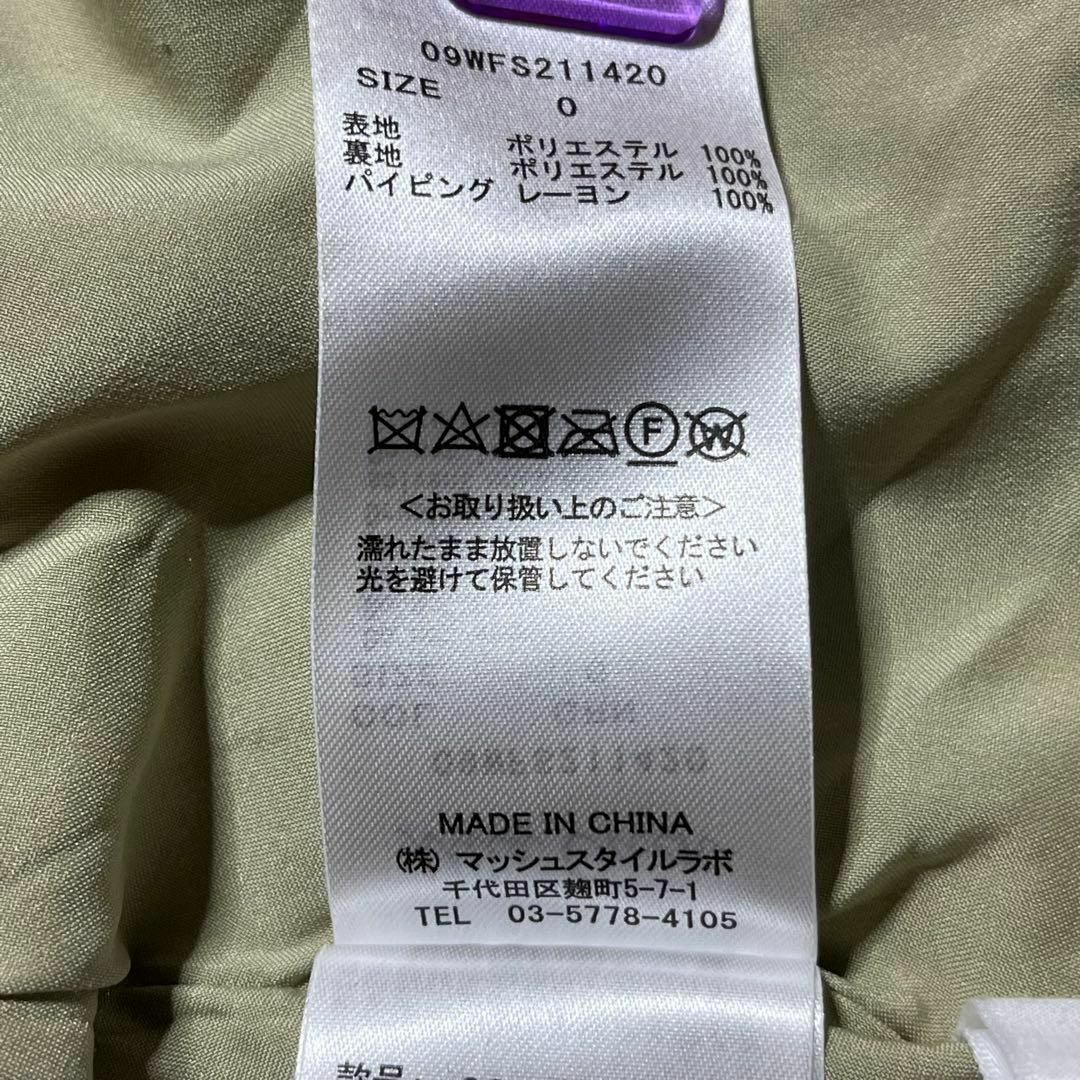 09WFS211420
SIZE 0
表地 ポリエステル 100%
裏地 ポリエステル 100%
パイピング レーヨン 100%
F W
<お取り扱い上のご注意>
濡れたまま放置しないでください
光を避けて保管してください
MADE IN CHINA
(株) マッシュスタイルラボ
千代田区麹町5-7-1
TEL 03-5778-4105